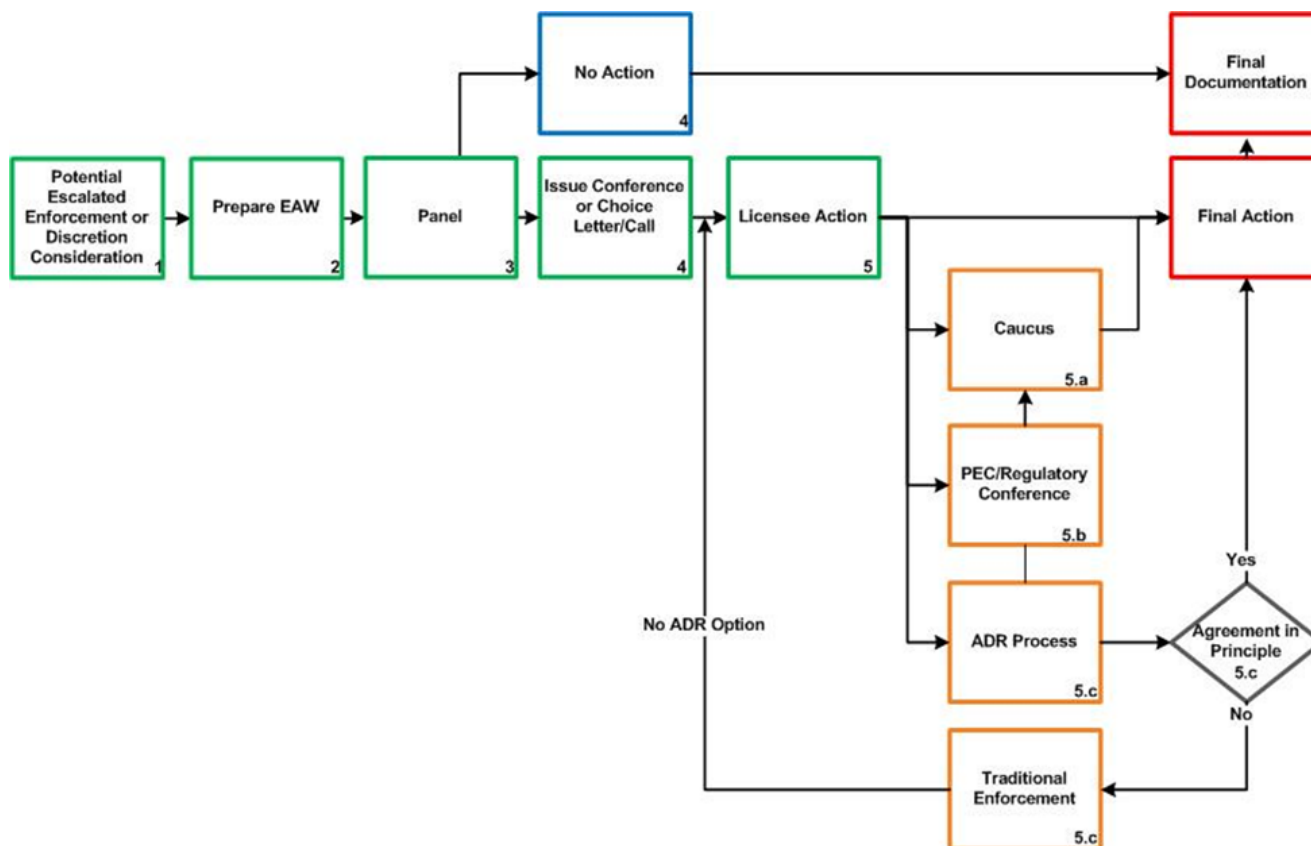 No Action
4
Final
Documentation
Potential
Escalated
Enforcement or
Discretion
Consideration
1
Prepare EAW
2
Panel
3
Issue Conference
or Choice
Letter/Call
4
Licensee Action
5
Final Action
Caucus
5.a
PEC/Regulatory
Conference
5.b
Yes
No ADR Option
ADR Process
5.c
Agreement in
Principle
5.c
No
Traditional
Enforcement
5.c